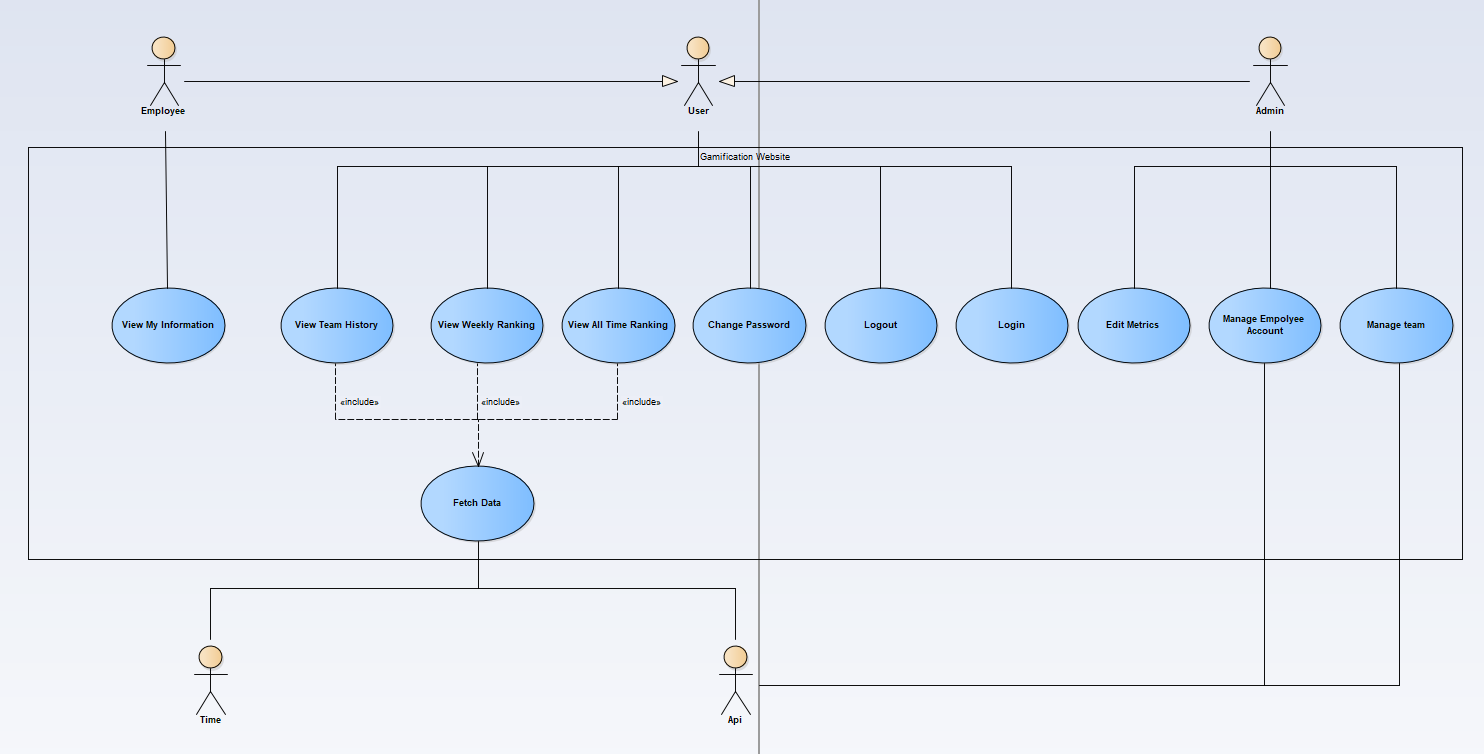 Employee
User
Admin
Gamification Website
View My Information
View Team History
View Weekly Ranking
View All Time Ranking
Change Password
Logout
Login
Edit Metrics
Manage Empolyee
Account
Manage team
«include»
«include»
«include»
Fetch Data
Time
Api